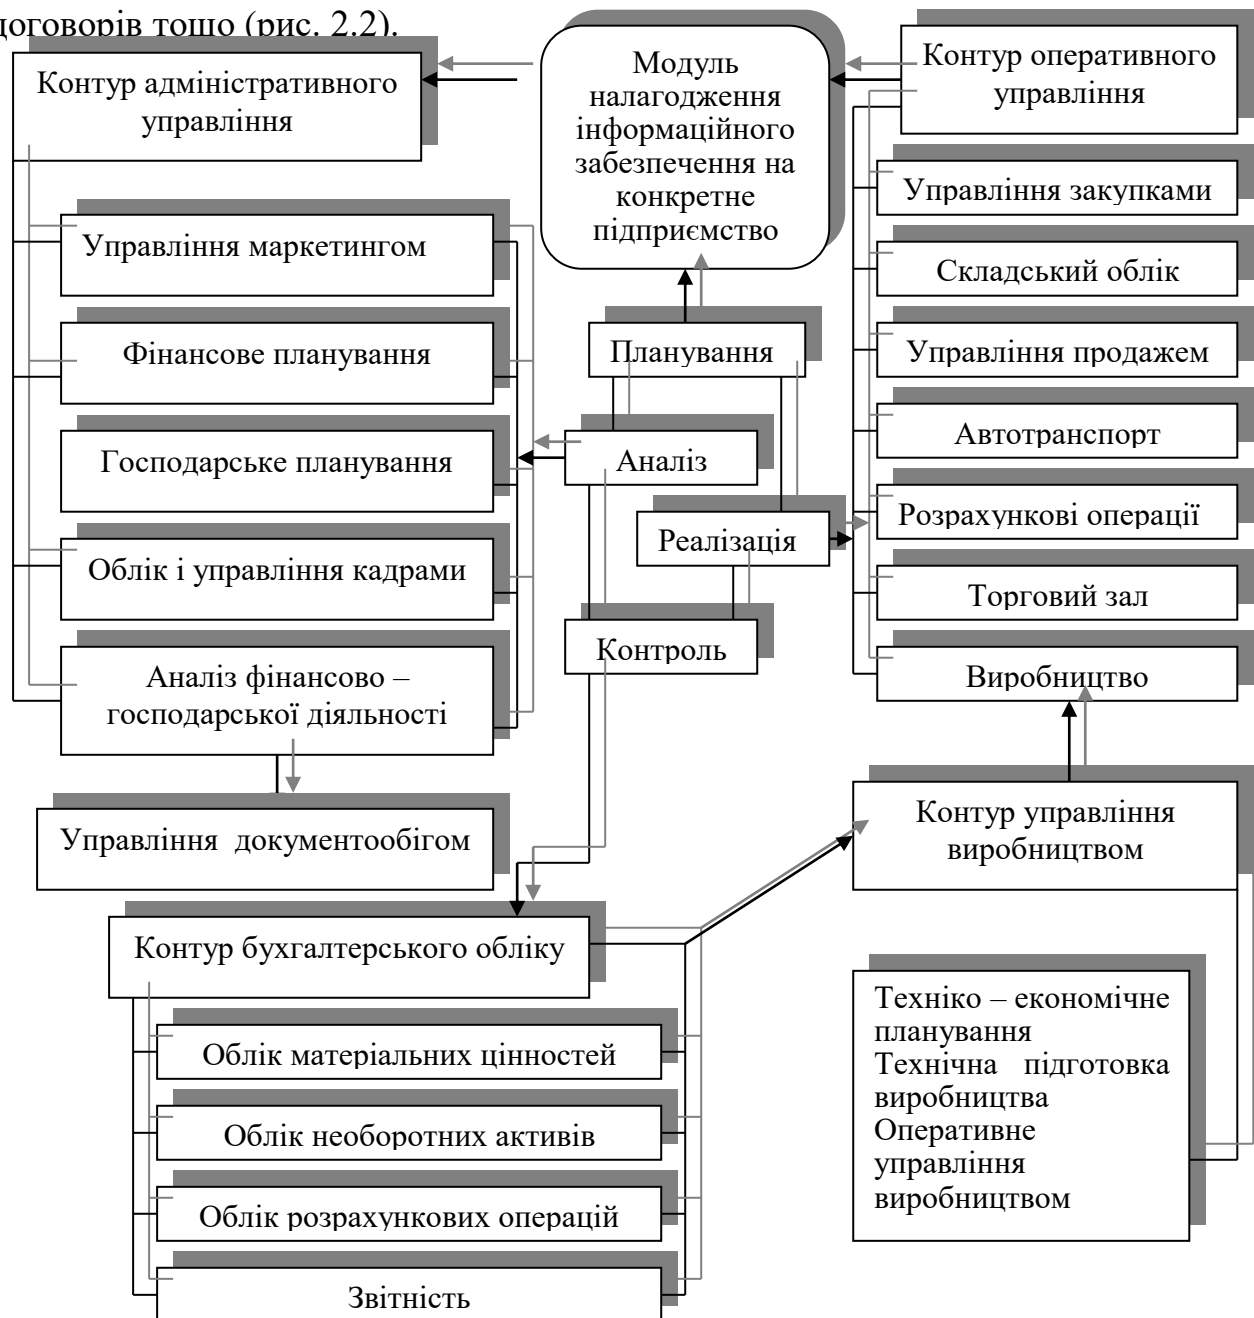 договорів тощо (рис. 2.2).
Контур адміністративного
управління
Модуль
налагодження
інформаційного
забезпечення на
конкретне
підприємство
Контур оперативного
управління
Управління маркетингом
Фінансове планування
Господарське планування
Облік і управління кадрами
Аналіз фінансово –
господарської діяльності
Управління документообігом
Планування
Аналіз
Реалізація
Контроль
Управління закупками
Складський облік
Управління продажем
Автотранспорт
Розрахункові операції
Торговий зал
Виробництво
Контур управління
виробництвом
Техніко – економічне
планування
Технічна підготовка
виробництва
Оперативне
управління
виробництвом
Контур бухгалтерського обліку
Облік матеріальних цінностей
Облік необоротних активів
Облік розрахункових операцій
Звітність